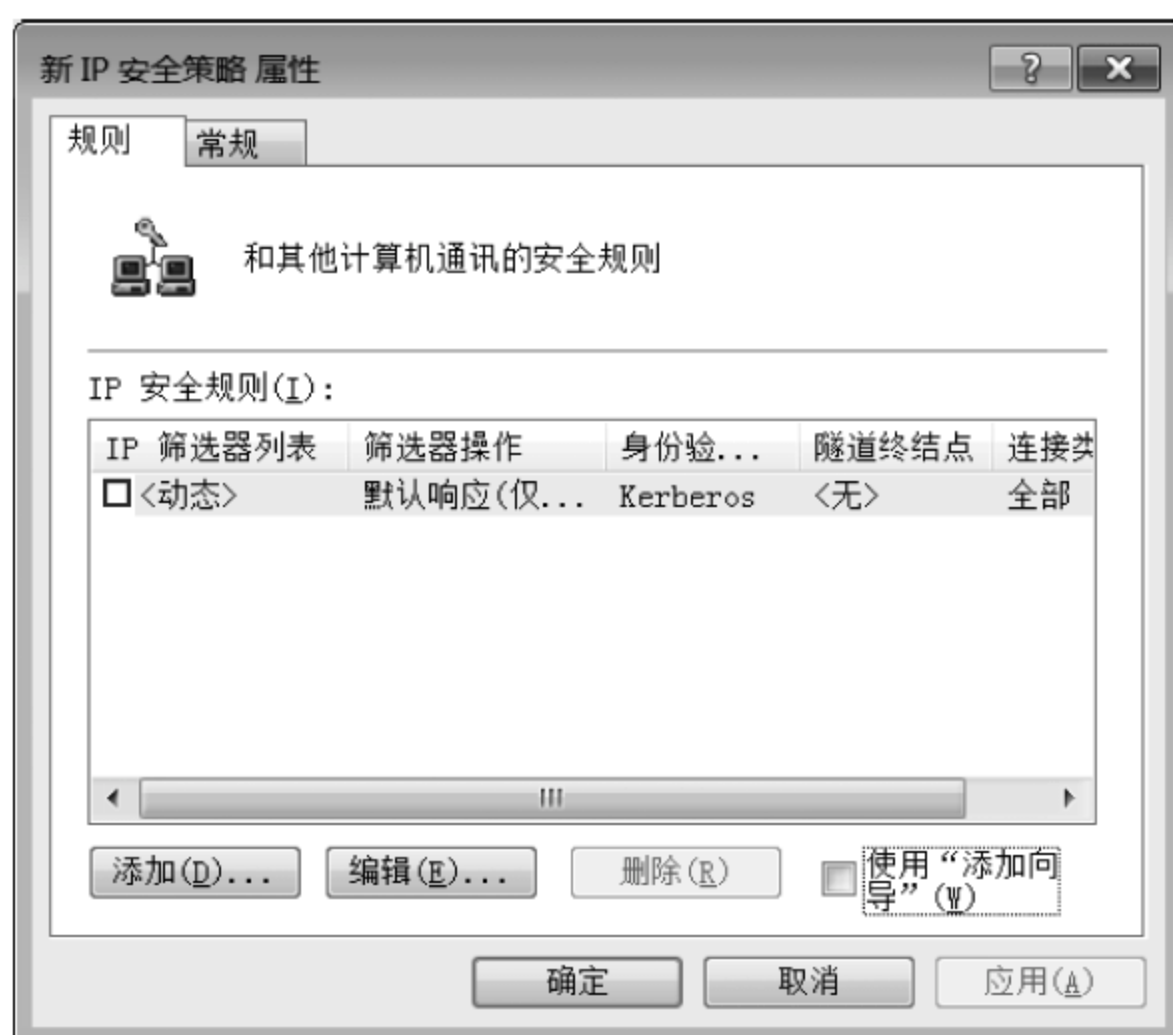 新 IP 安全策略 属性
规则 常规
和其他计算机通讯的安全规则
IP 安全规则(I):
IP 筛选器列表 筛选器操作 身份验... 隧道终结点 连接类
<动态> 默认响应(仅... Kerberos <无> 全部
添加(D)... 编辑(E)... 删除(R) 使用“添加向
导”(W)
确定 取消 应用(A)